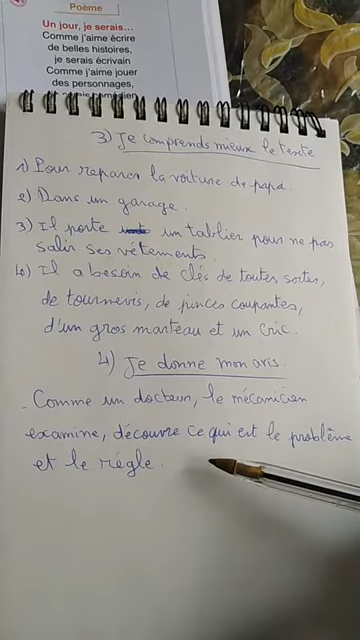 Poème
Un jour, je serais...
Comme j'aime écrire
de belles histoires,
je serais écrivain
Comme j'aime jouer
des personnages,
3) Je comprends mieux le texte
1) Pour reparer la voiture de papa.
2) Dans un garage.
3) Il porte un tablier pour ne pas
salir ses vêtements.
4) Il a besoin de clés de toutes sortes,
de tournevis, de pinces coupantes,
d'un gros marteau et un cric.
4) Je donne mon avis.
- Comme un docteur, le mécanicien
examine, découvre ce qui est le problème
et le règle.